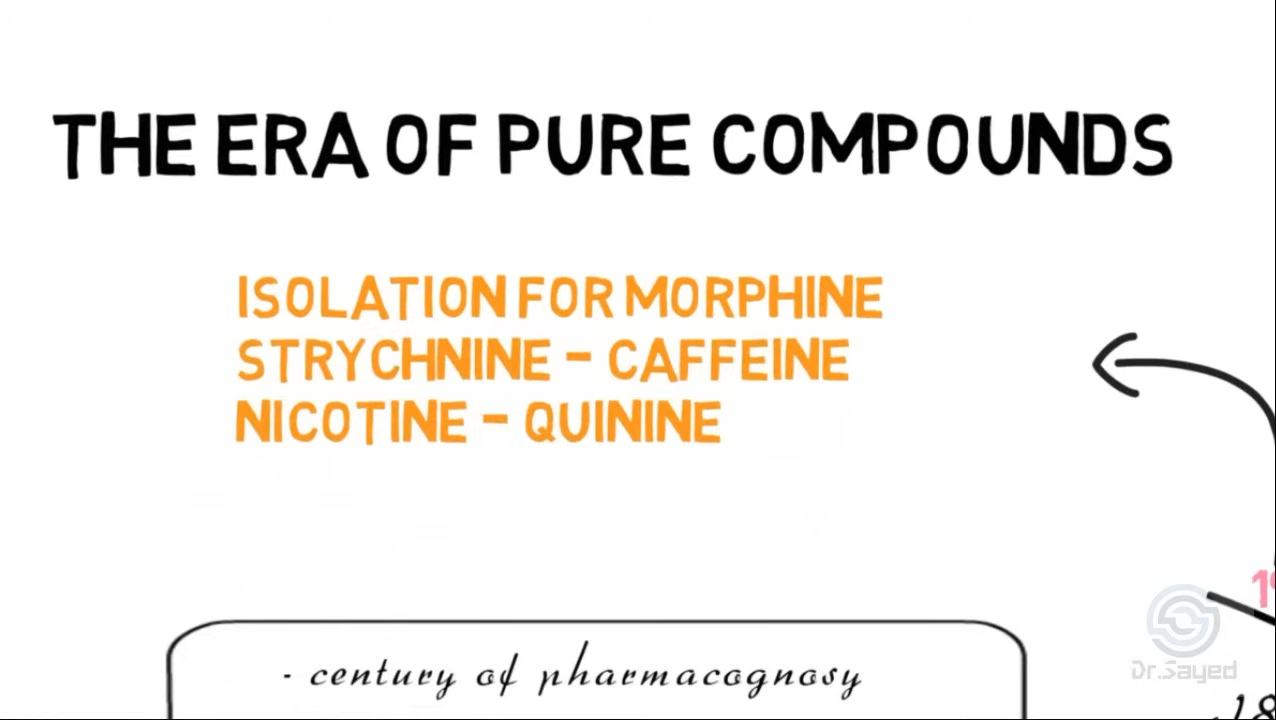 THE ERA OF PURE COMPOUNDS
ISOLATION FOR MORPHINE
STRYCHNINE - CAFFEINE
NICOTINE - QUININE
- century of pharmacognosy
Dr.Sayed